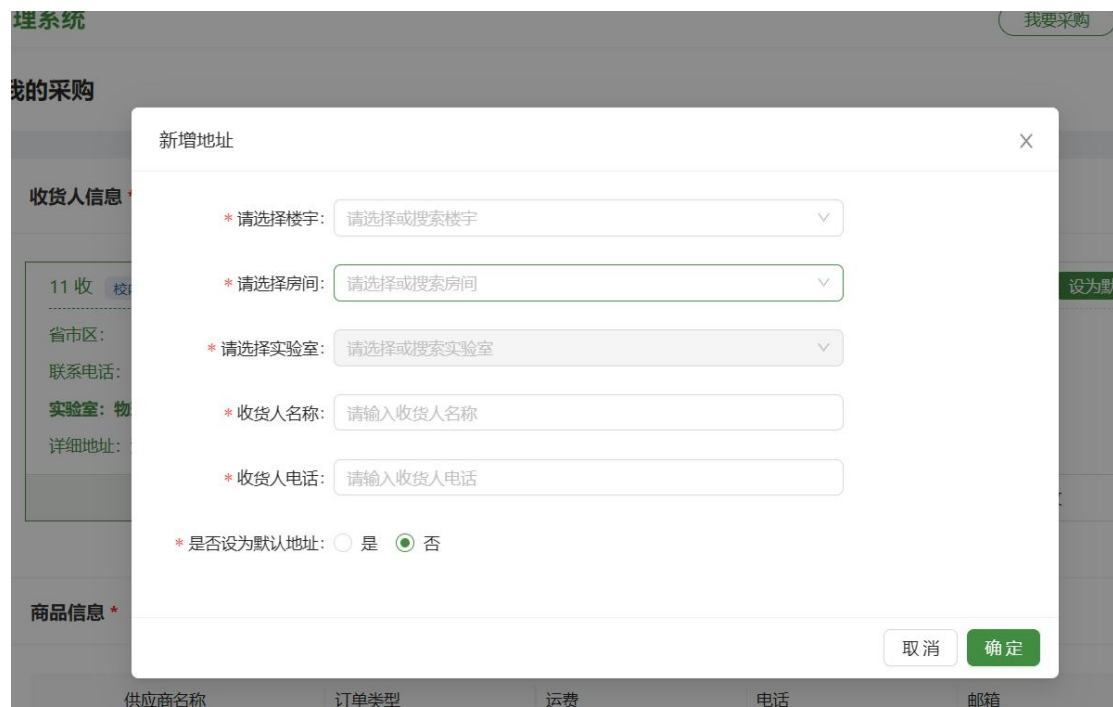 理系统
我要采购
我的采购
新增地址
收货人信息 *
* 请选择楼宇: 请选择或搜索楼宇
* 请选择房间: 请选择或搜索房间
11 收 校
设为默
* 请选择实验室: 请选择或搜索实验室
省市区:
联系电话:
实验室: 物
* 收货人名称: 请输入收货人名称
详细地址:
* 收货人电话: 请输入收货人电话
* 是否设为默认地址: 是 否
商品信息 *
取消 确定
供应商名称 订单类型 运费 电话 邮箱